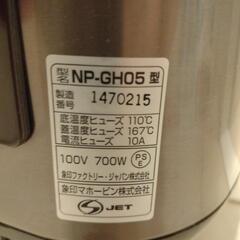 型名 NP-GH05 型
製造番号 1470215
底温度ヒューズ 110℃
蓋温度ヒューズ 167℃
電流ヒューズ 10A
100V 700W PSE
象印ファクトリー・ジャパン株式会社
象印マホービン株式会社
JET